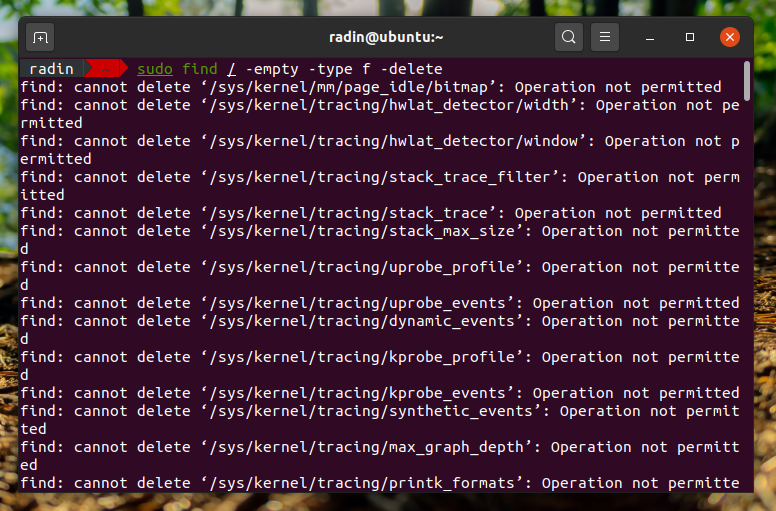 radin@ubuntu:~
radin ~ sudo find / -empty -type f -delete
find: cannot delete ‘/sys/kernel/mm/page_idle/bitmap’: Operation not permitted
find: cannot delete ‘/sys/kernel/tracing/hwlat_detector/width’: Operation not pe
rmitted
find: cannot delete ‘/sys/kernel/tracing/hwlat_detector/window’: Operation not p
ermitted
find: cannot delete ‘/sys/kernel/tracing/stack_trace_filter’: Operation not perm
itted
find: cannot delete ‘/sys/kernel/tracing/stack_trace’: Operation not permitted
find: cannot delete ‘/sys/kernel/tracing/stack_max_size’: Operation not permitte
d
find: cannot delete ‘/sys/kernel/tracing/uprobe_profile’: Operation not permitte
d
find: cannot delete ‘/sys/kernel/tracing/uprobe_events’: Operation not permitted
find: cannot delete ‘/sys/kernel/tracing/dynamic_events’: Operation not permitte
d
find: cannot delete ‘/sys/kernel/tracing/kprobe_profile’: Operation not permitte
d
find: cannot delete ‘/sys/kernel/tracing/kprobe_events’: Operation not permitted
find: cannot delete ‘/sys/kernel/tracing/synthetic_events’: Operation not permit
ted
find: cannot delete ‘/sys/kernel/tracing/max_graph_depth’: Operation not permitt
ed
find: cannot delete ‘/sys/kernel/tracing/printk_formats’: Operation not permitte